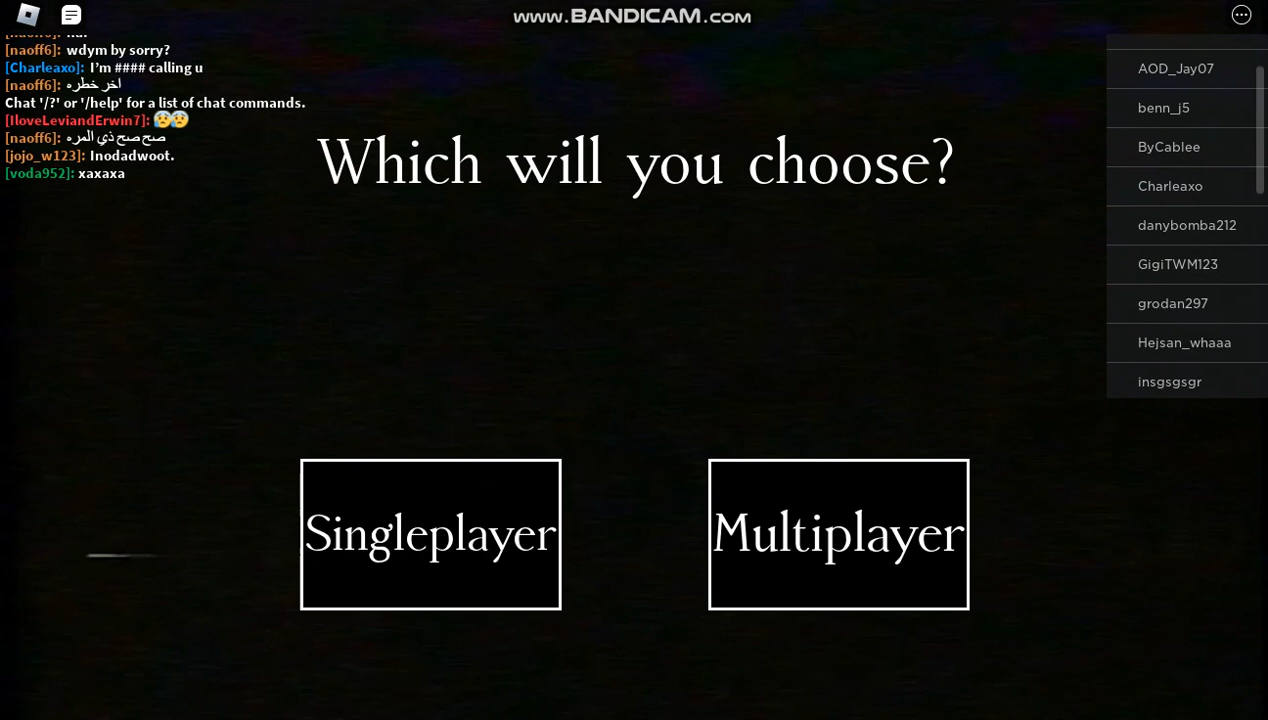 www.BANDICAM.com
[naoff6]: wdym by sorry?
[Charleaxo]: I'm #### calling u
[naoff6]: اخر خطره
Chat '/?' or '/help' for a list of chat commands.
[IloveLeviandErwin7]: 😰😰
[naoff6]: صح صح ذي المره
[jojo_w123]: Inodadwoot.
[voda952]: xaxaxa
AOD_Jay07
benn_j5
ByCablee
Charleaxo
danybomba212
GigiTWM123
grodan297
Hejsan_whaaa
insgsgsgr
Which will you choose?
Singleplayer
Multiplayer